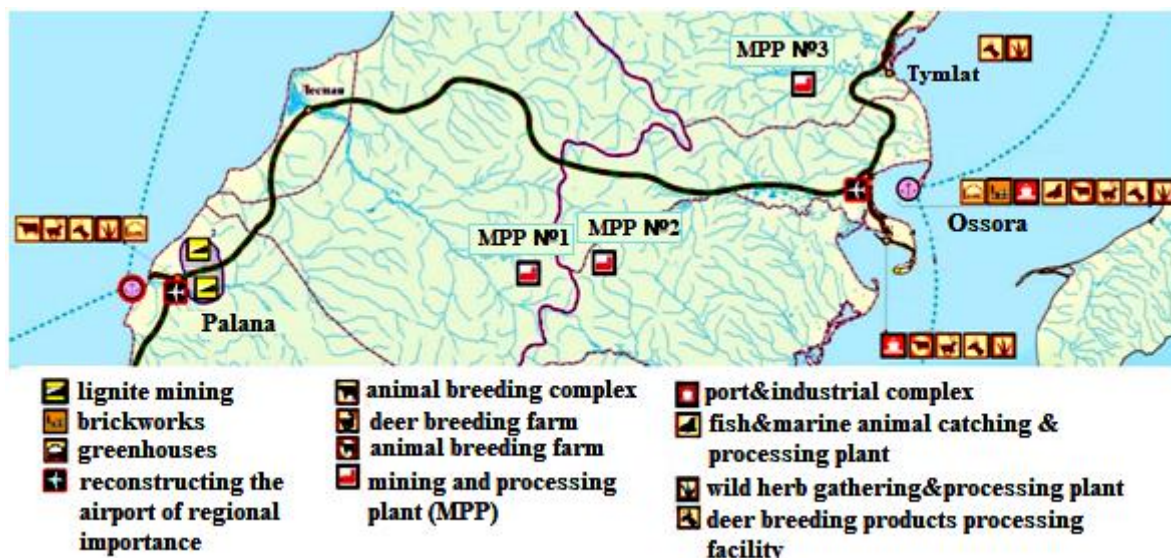 MPP №3
Tymlat
Ossora
MPP №1
MPP №2
Palana
lignite mining
brickworks
greenhouses
reconstructing the
airport of regional
importance
animal breeding complex
deer breeding farm
animal breeding farm
mining and processing
plant (MPP)
port&industrial complex
fish&marine animal catching &
processing plant
wild herb gathering&processing plant
deer breeding products processing
facility